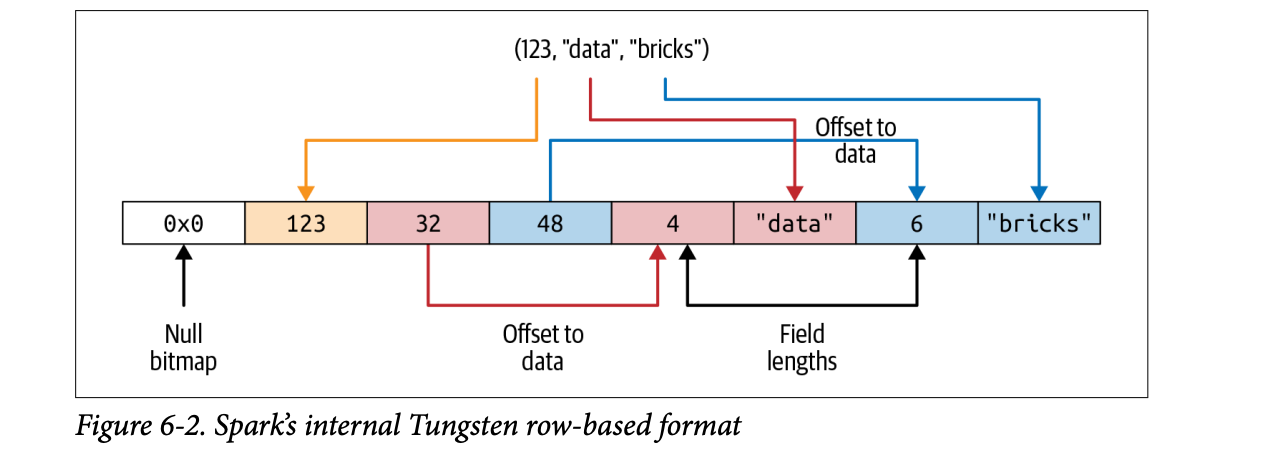 (123, "data", "bricks")
Offset to
data
0x0 123 32 48 4 "data" 6 "bricks"
Null
bitmap
Offset to
data
Field
lengths
Figure 6-2. Spark's internal Tungsten row-based format